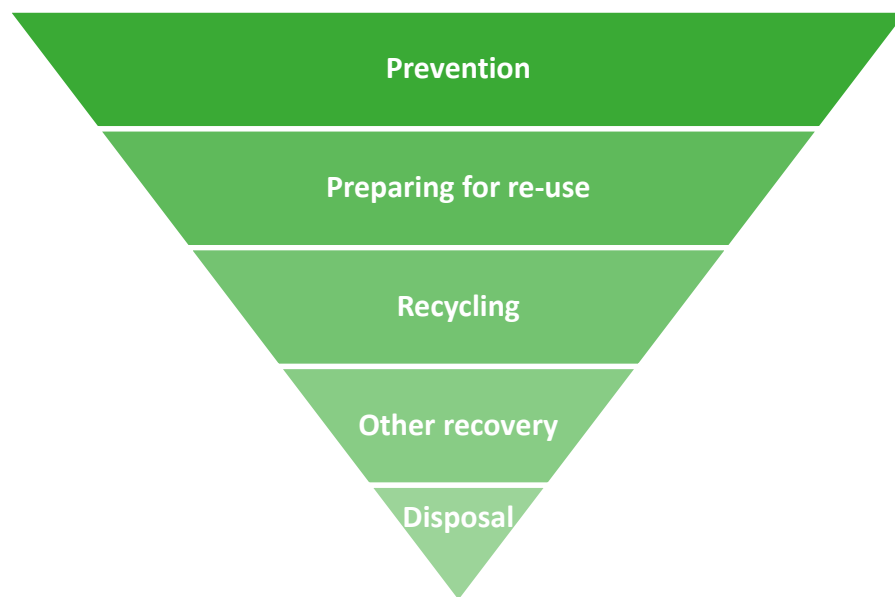 Prevention
Preparing for re-use
Recycling
Other recovery
Disposal